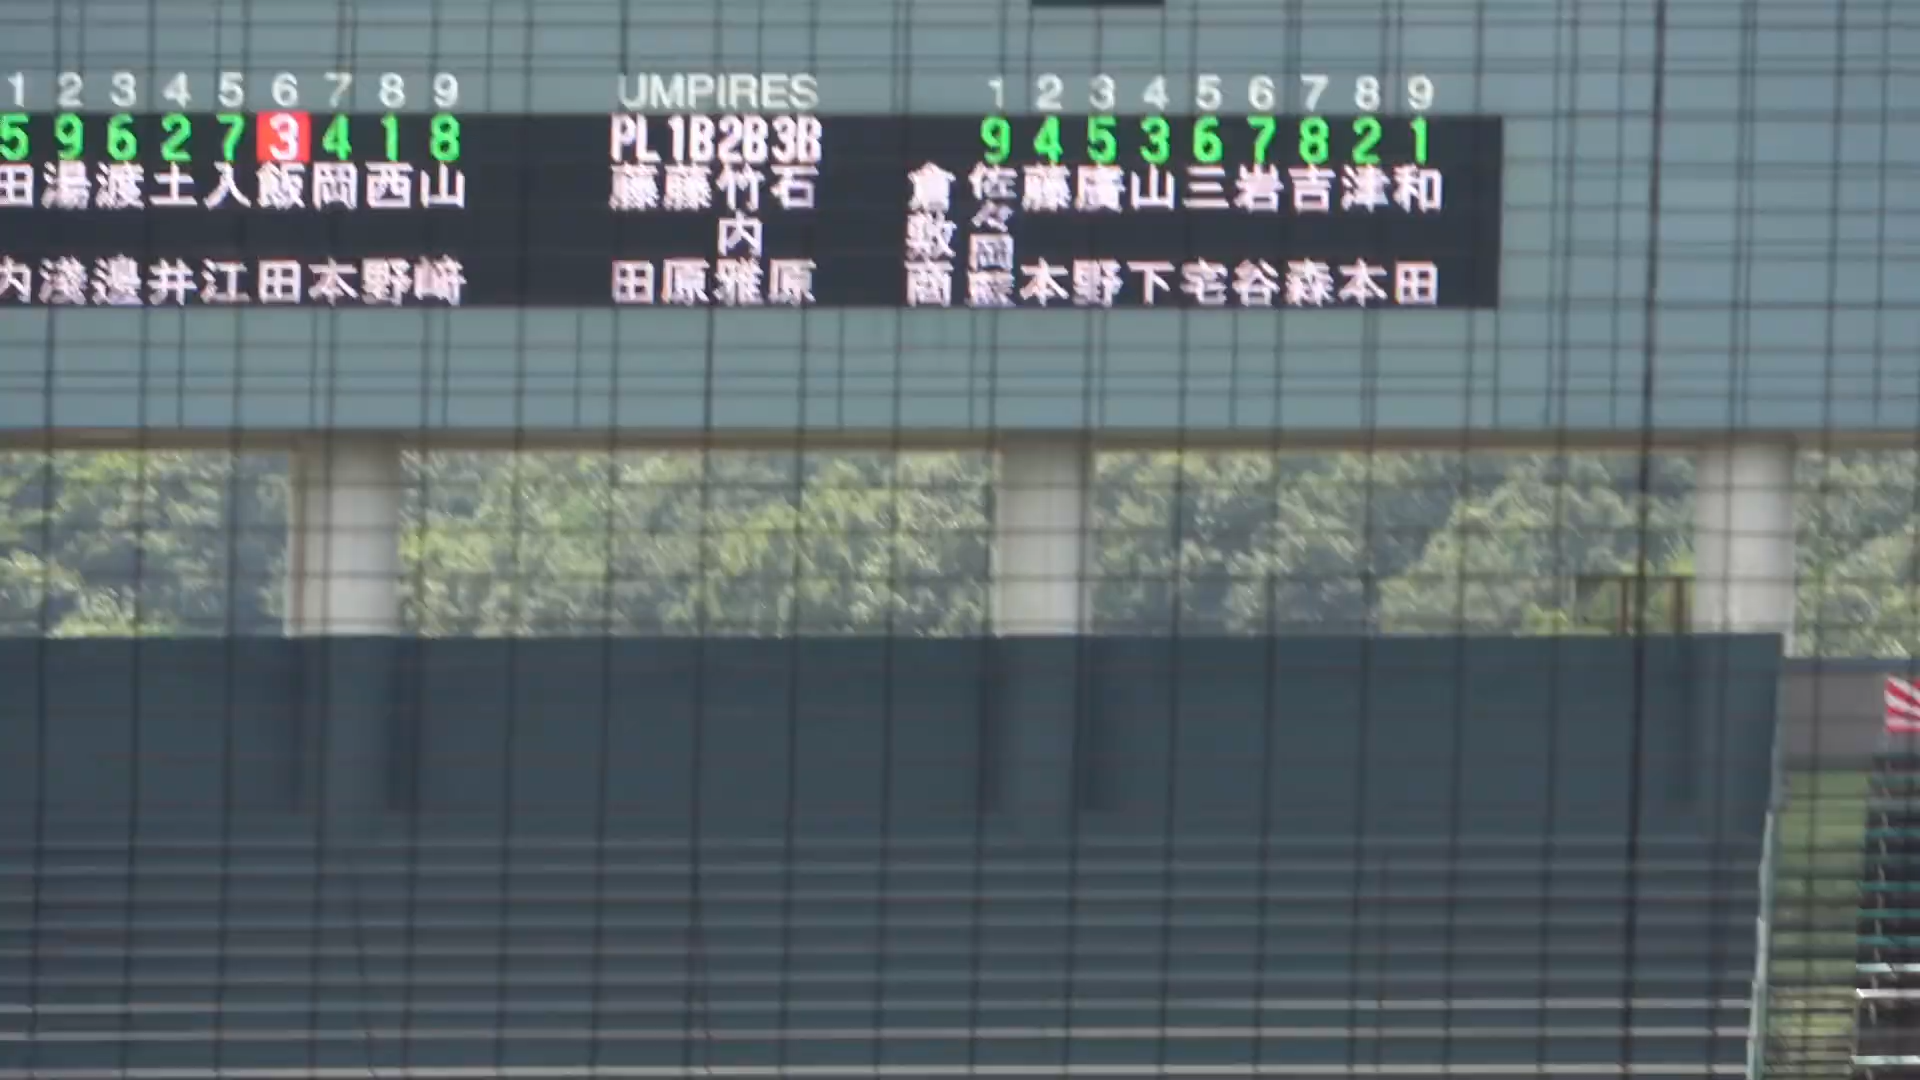 1 2 3 4 5 6 7 8 9 UMPIRES 1 2 3 4 5 6 7 8 9
5 9 6 2 7 3 4 1 8 PL 1B 2B 3B 9 4 5 3 6 7 8 2 1
田内
湯淺
渡邉
土井
入江
飯田
岡本
西野
山﨑
藤田
藤原
竹内雅
石原
倉敷商
佐々岡藍
藤本
廣野
山下
三宅
岩谷
吉森
津本
和田